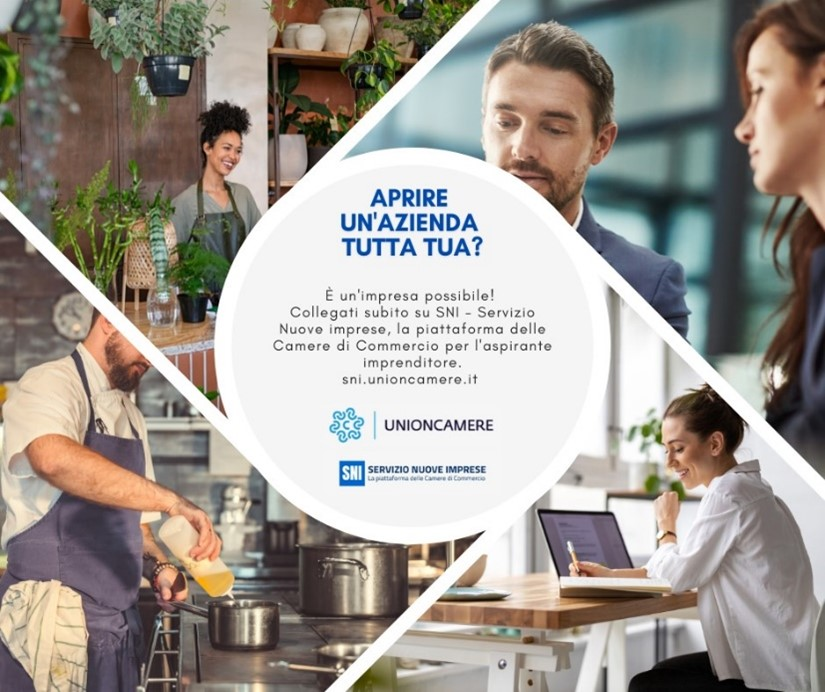 APRIRE
UN'AZIENDA
TUTTA TUA?
È un'impresa possibile!
Collegati subito su SNI – Servizio
Nuove imprese, la piattaforma delle
Camere di Commercio per l'aspirante
imprenditore.
sni.unioncamere.it
UNIONCAMERE
SNI SERVIZIO NUOVE IMPRESE
La piattaforma delle Camere di Commercio